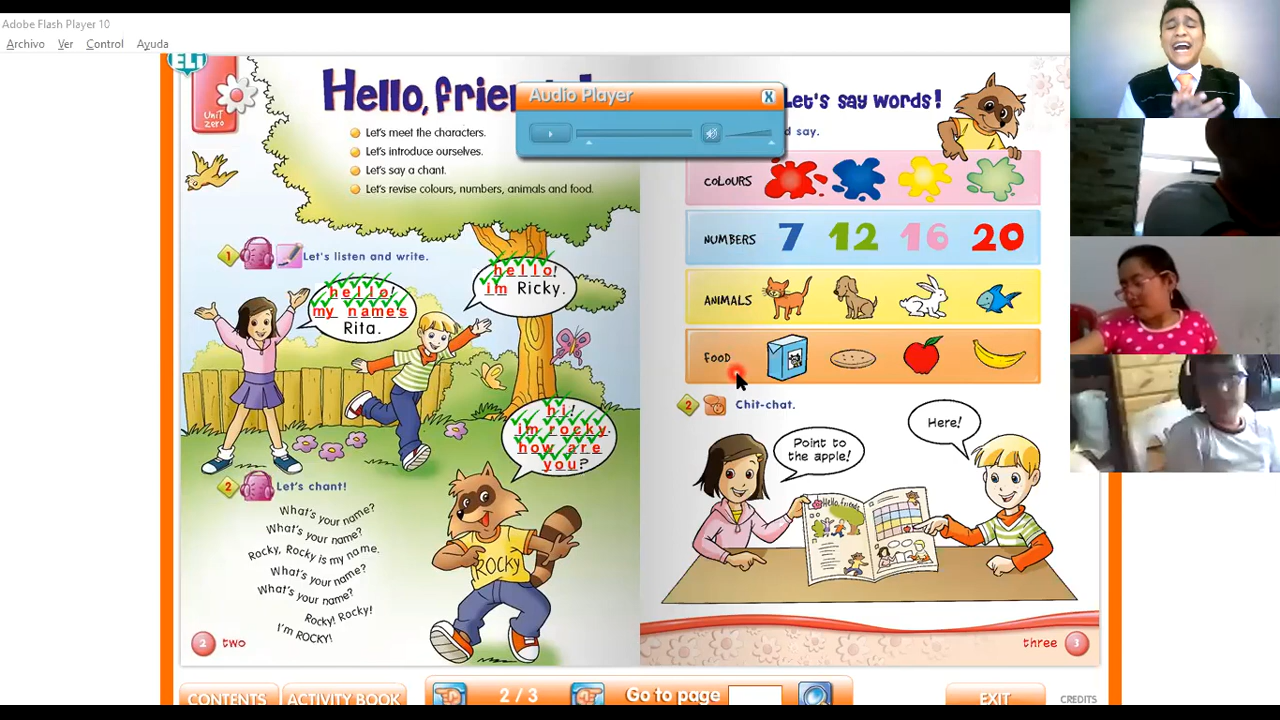 Adobe Flash Player 10
Archivo Ver Control Ayuda
ELi
Unit
zero
Hello,
Audio Player
X
Let's say words!
say.
Let's meet the characters.
Let's introduce ourselves.
Let's say a chant.
Let's revise colours, numbers, animals and food.
1 Let's listen and write.
hello!
my names
Rita.
hello!
im Ricky.
hi!
im rocky.
how are
you?
2 Let's chant!
What's your name?
What's your name?
Rocky, Rocky is my name.
What's your name?
What's your name?
Rocky! Rocky!
I'm ROCKY!
ROCKY
2 two
COLOURS
NUMBERS 7 12 16 20
ANIMALS
FOOD
2 Chit-chat.
Point to
the apple!
Here!
Hello, friends
three 3
CONTENTS
ACTIVITY BOOK
2 / 3
Go to page
EXIT
CREDITS